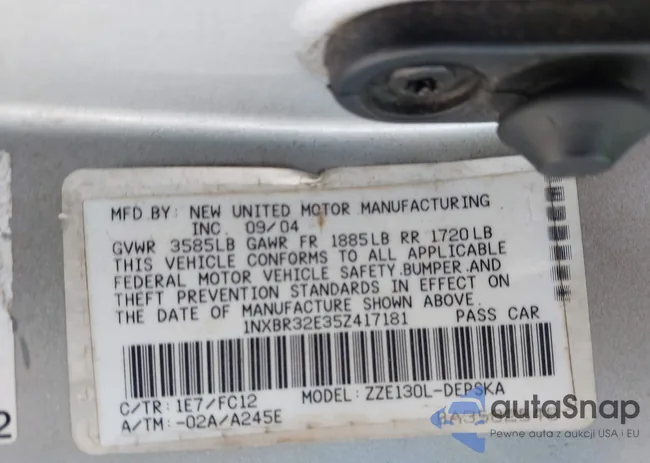 MFD.BY: NEW UNITED MOTOR MANUFACTURING
INC. 09/04
GVWR 3585LB GAWR FR 1885LB RR 1720LB
THIS VEHICLE CONFORMS TO ALL APPLICABLE
FEDERAL MOTOR VEHICLE SAFETY,BUMPER,AND
THEFT PREVENTION STANDARDS IN EFFECT ON
THE DATE OF MANUFACTURE SHOWN ABOVE.
1NXBR32E35Z417181 PASS CAR
C/TR: 1E7/FC12 MODEL: ZZE130L-DEPSKA
A/TM: -02A/A245E
2
autoSnap
Pewne auta z aukcji USA i EU